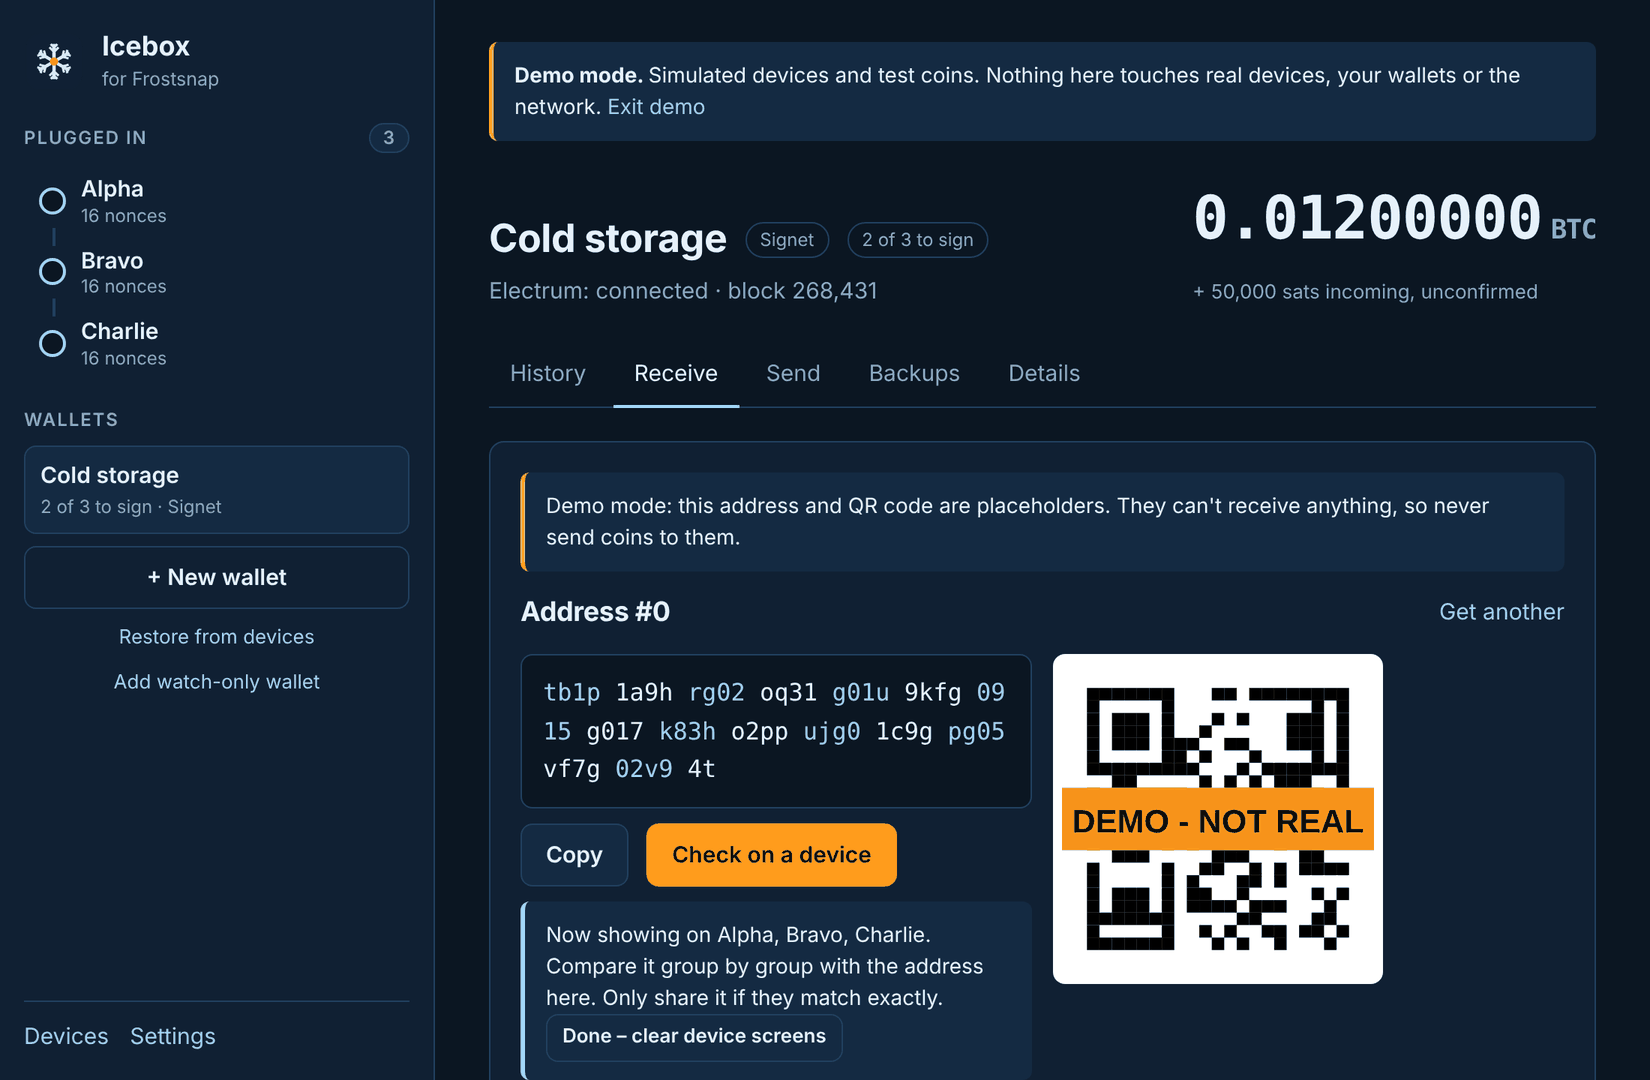 Icebox
for Frostsnap
PLUGGED IN
3
Alpha
16 nonces
Bravo
16 nonces
Charlie
16 nonces
WALLETS
Cold storage
2 of 3 to sign · Signet
+ New wallet
Restore from devices
Add watch-only wallet
Devices
Settings
Demo mode. Simulated devices and test coins. Nothing here touches real devices, your wallets or the
network. Exit demo
Cold storage
Signet
2 of 3 to sign
Electrum: connected · block 268,431
0.01200000 BTC
+ 50,000 sats incoming, unconfirmed
History
Receive
Send
Backups
Details
Demo mode: this address and QR code are placeholders. They can't receive anything, so never
send coins to them.
Address #0
Get another
tb1p 1a9h rg02 oq31 g01u 9kfg 09
15 g017 k83h o2pp ujg0 1c9g pg05
vf7g 02v9 4t
DEMO - NOT REAL
Copy
Check on a device
Now showing on Alpha, Bravo, Charlie.
Compare it group by group with the address
here. Only share it if they match exactly.
Done – clear device screens